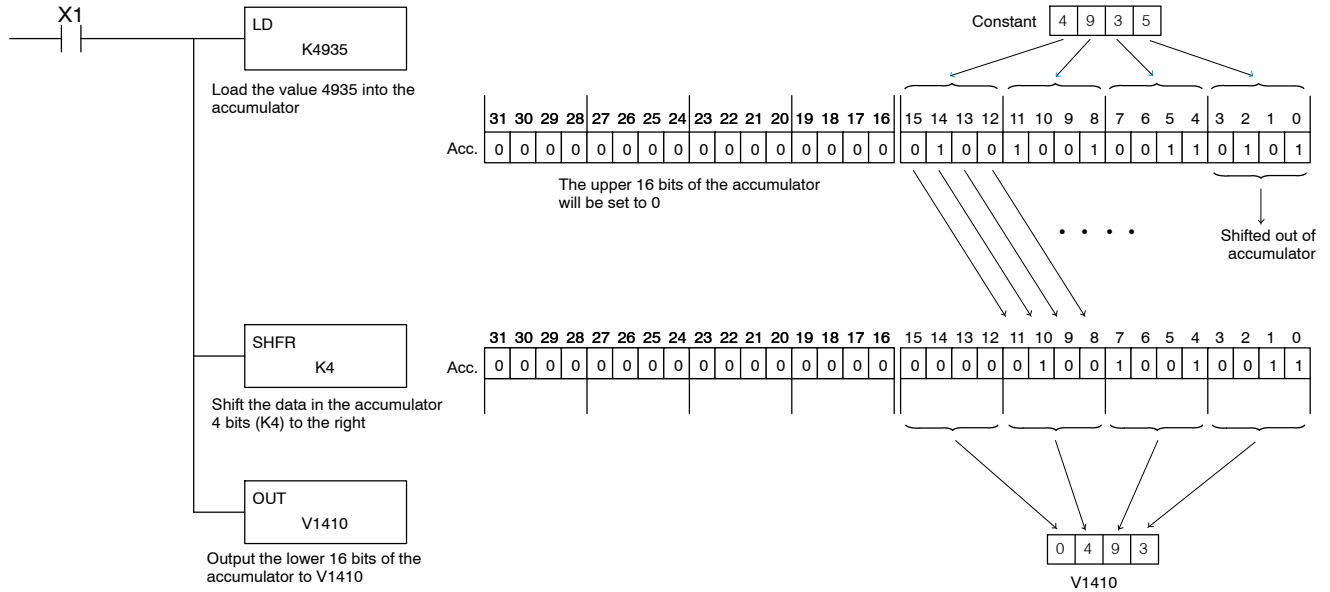 X1
LD
K4935
Load the value 4935 into the
accumulator
Constant 4 9 3 5
31 30 29 28 27 26 25 24 23 22 21 20 19 18 17 16 15 14 13 12 11 10 9 8 7 6 5 4 3 2 1 0
Acc. 0 0 0 0 0 0 0 0 0 0 0 0 0 0 0 0 0 1 0 0 1 0 0 1 0 0 1 1 0 1 0 1
The upper 16 bits of the accumulator
will be set to 0
Shifted out of
accumulator
SHFR
K4
Shift the data in the accumulator
4 bits (K4) to the right
31 30 29 28 27 26 25 24 23 22 21 20 19 18 17 16 15 14 13 12 11 10 9 8 7 6 5 4 3 2 1 0
Acc. 0 0 0 0 0 0 0 0 0 0 0 0 0 0 0 0 0 0 0 0 0 1 0 0 1 0 0 1 0 0 1 1
OUT
V1410
Output the lower 16 bits of the
accumulator to V1410
0 4 9 3
V1410